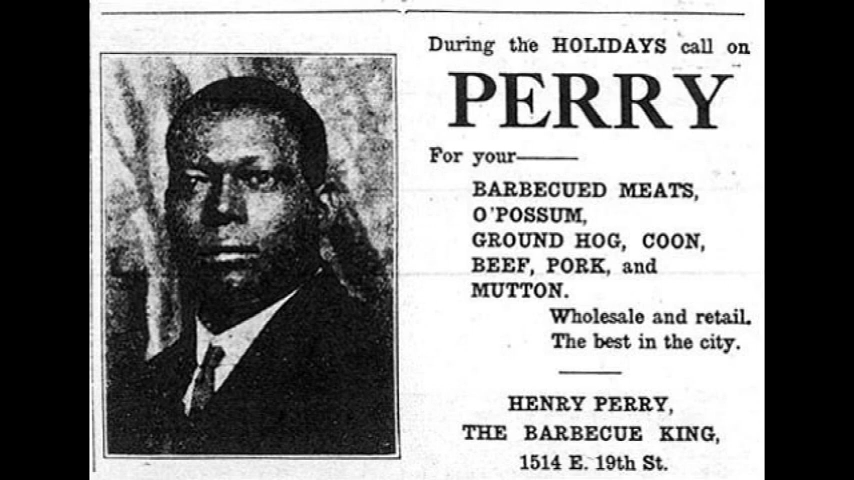 During the HOLIDAYS call on
PERRY
For your——
BARBECUED MEATS,
O'POSSUM,
GROUND HOG, COON,
BEEF, PORK, and
MUTTON.
Wholesale and retail.
The best in the city.
HENRY PERRY,
THE BARBECUE KING,
1514 E. 19th St.